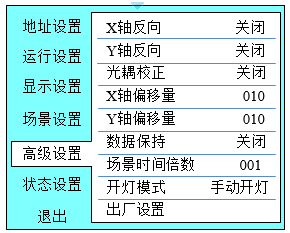 地址设置
运行设置
显示设置
场景设置
高级设置
状态设置
退出
X轴反向 关闭
Y轴反向 关闭
光耦校正 关闭
X轴偏移量 010
Y轴偏移量 010
数据保持 关闭
场景时间倍数 001
开灯模式 手动开灯
出厂设置